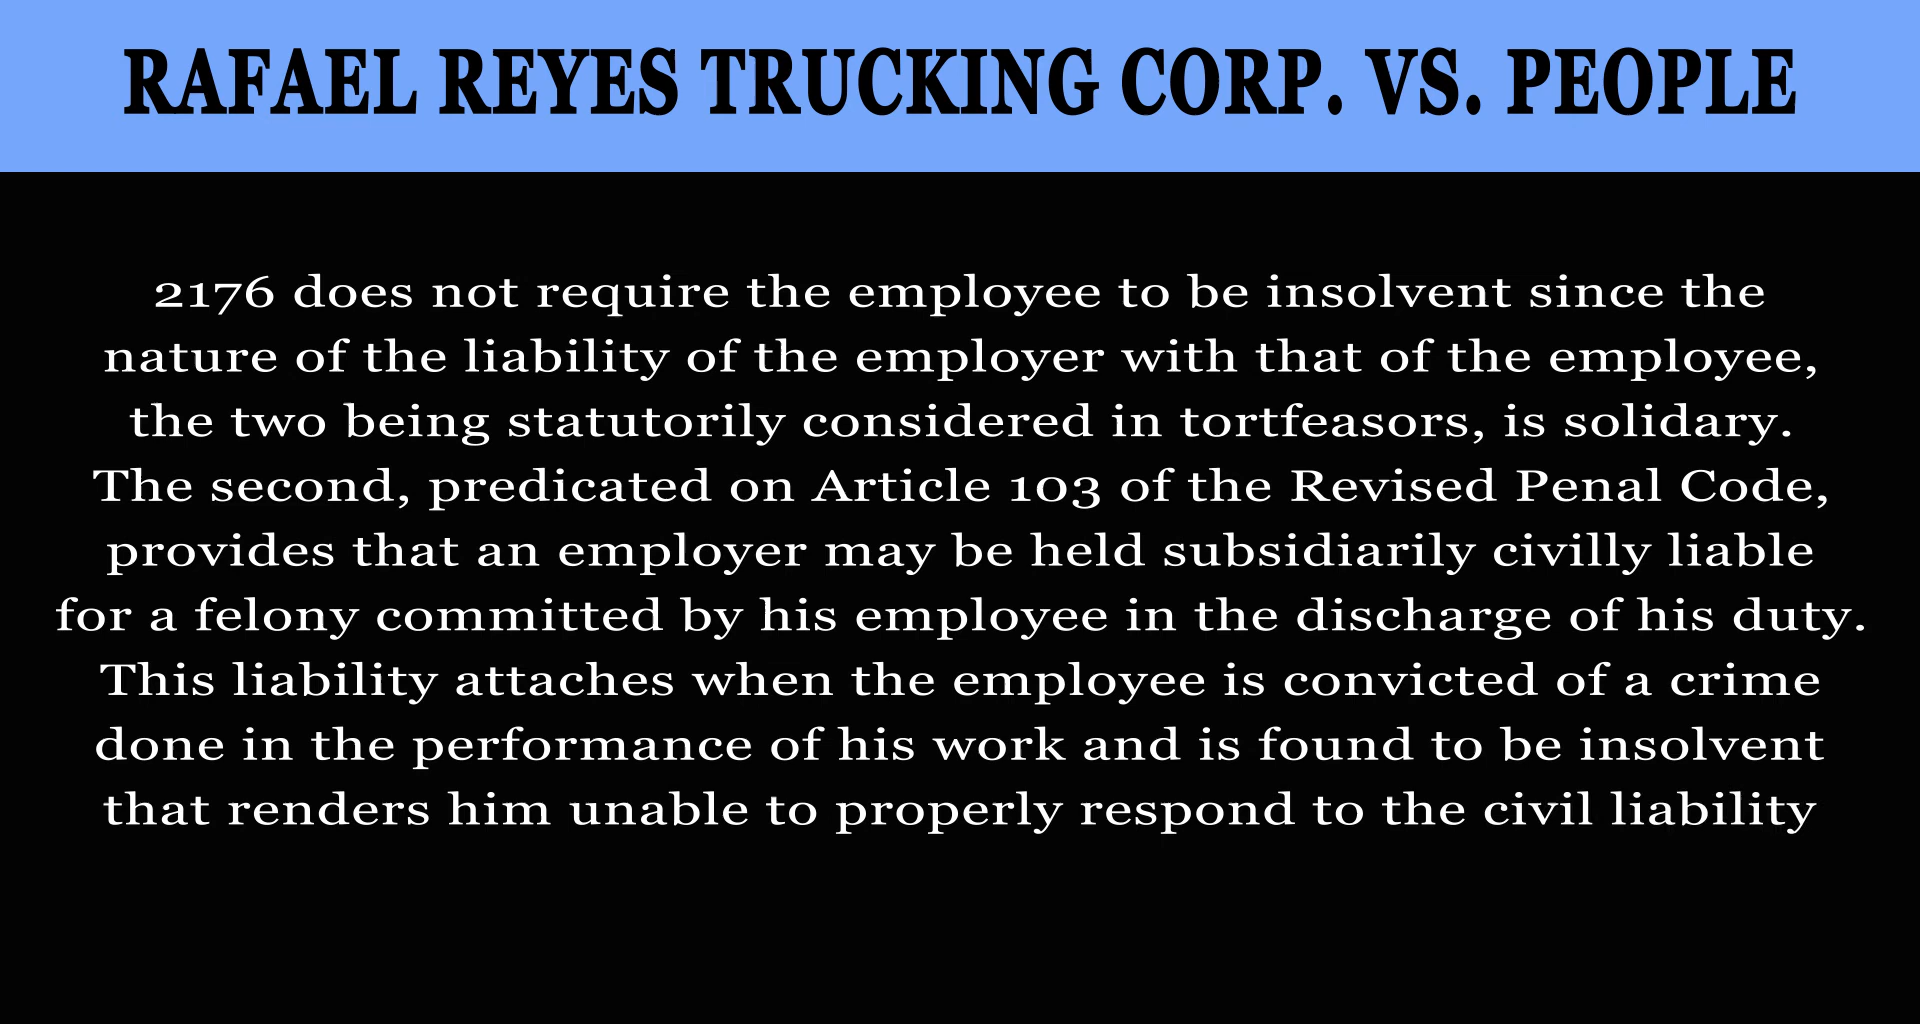 RAFAEL REYES TRUCKING CORP. VS. PEOPLE
2176 does not require the employee to be insolvent since the
nature of the liability of the employer with that of the employee,
the two being statutorily considered in tortfeasors, is solidary.
The second, predicated on Article 103 of the Revised Penal Code,
provides that an employer may be held subsidiarily civilly liable
for a felony committed by his employee in the discharge of his duty.
This liability attaches when the employee is convicted of a crime
done in the performance of his work and is found to be insolvent
that renders him unable to properly respond to the civil liability